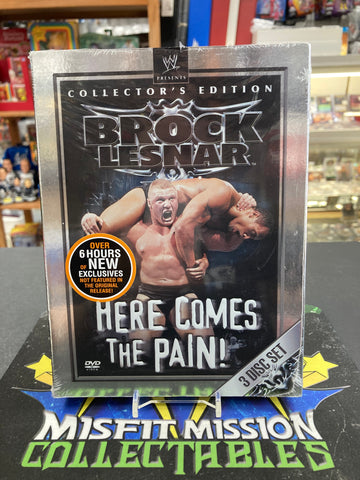 W
PRESENTS
COLLECTOR'S EDITION
BROCK
LESNAR
OVER
6 HOURS
OF NEW
EXCLUSIVES
NOT FEATURED IN
THE ORIGINAL
RELEASE!
HERE COMES
THE PAIN!
DVD
VIDEO
3 DISC SET
MISFIT MISSION
COLLECTABLES